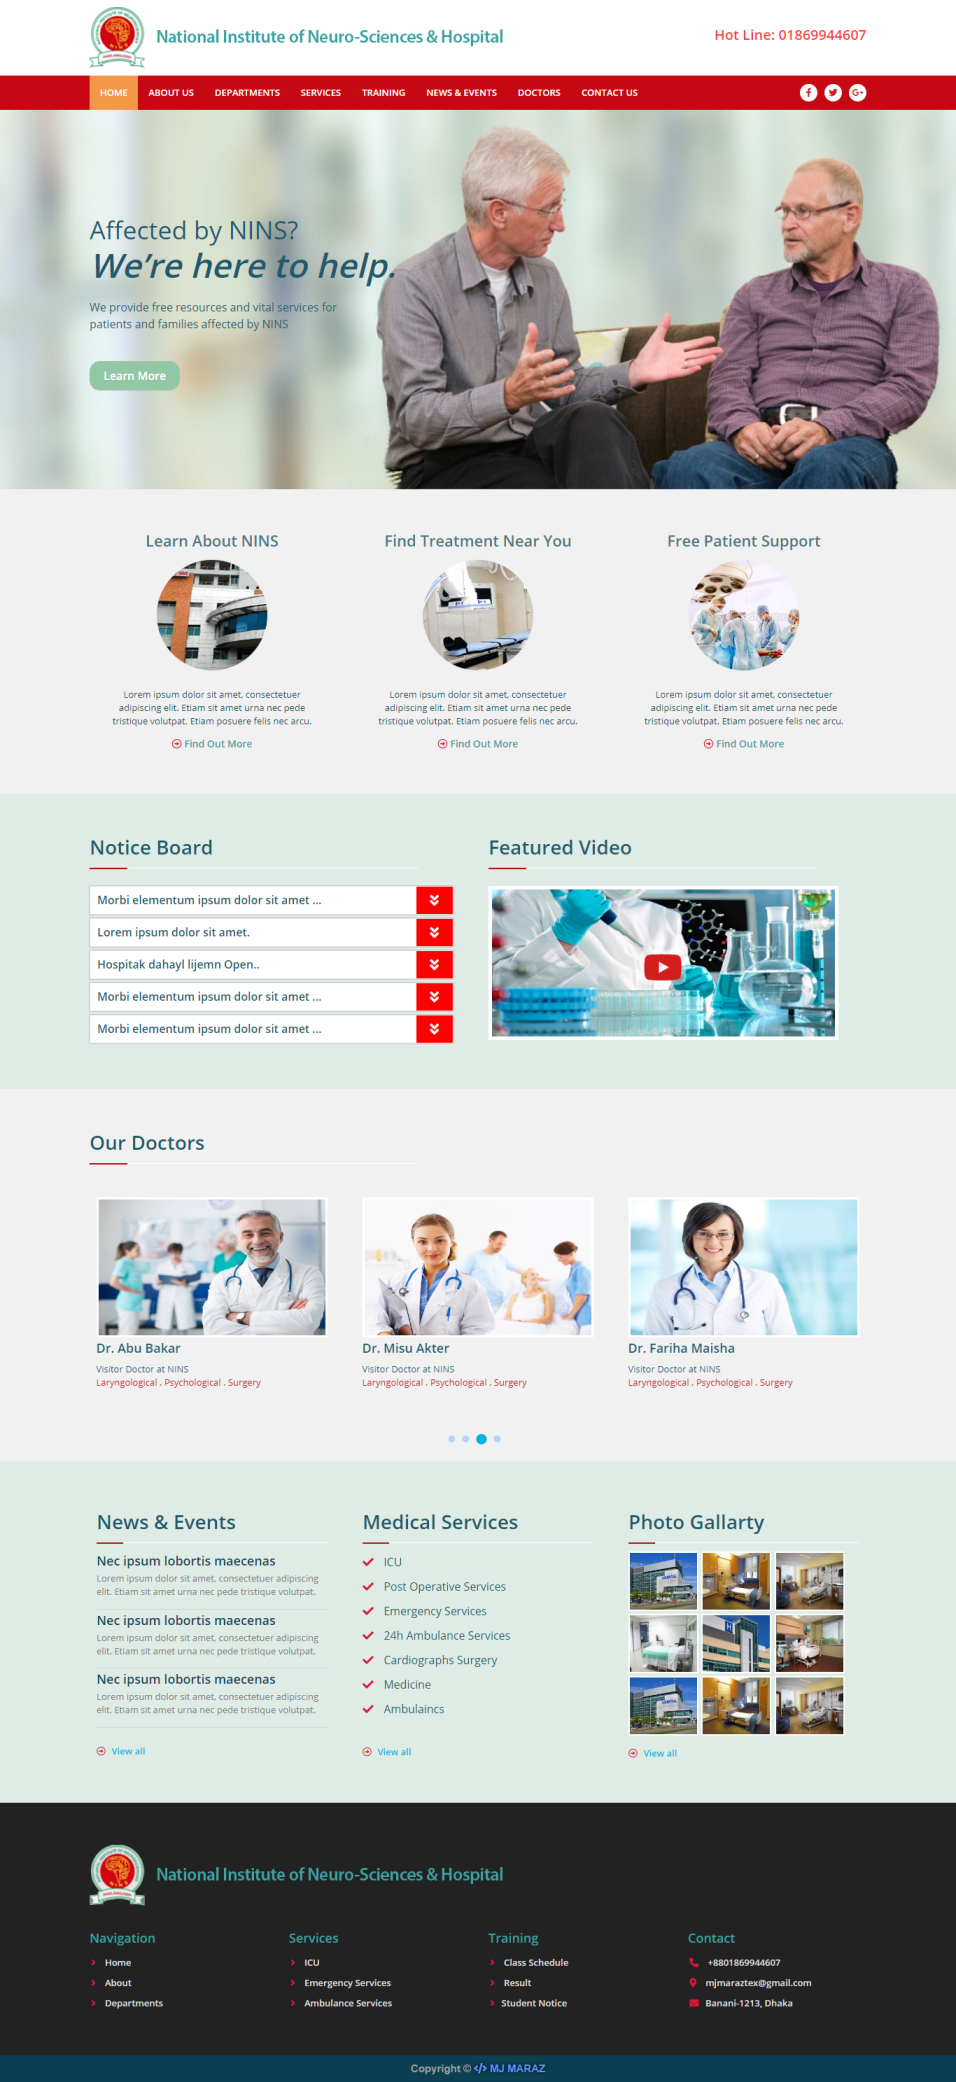 National Institute of Neuro-Sciences & Hospital
Hot Line: 01869944607
HOME ABOUT US DEPARTMENTS SERVICES TRAINING NEWS & EVENTS DOCTORS CONTACT US
Affected by NINS?
We're here to help.
We provide free resources and vital services for
patients and families affected by NINS
Learn More
Learn About NINS
Lorem ipsum dolor sit amet, consectetuer
adipiscing elit. Etiam sit amet urna nec pede
tristique volutpat. Etiam posuere felis nec arcu.
Find Out More
Find Treatment Near You
Lorem ipsum dolor sit amet, consectetuer
adipiscing elit. Etiam sit amet urna nec pede
tristique volutpat. Etiam posuere felis nec arcu.
Find Out More
Free Patient Support
Lorem ipsum dolor sit amet, consectetuer
adipiscing elit. Etiam sit amet urna nec pede
tristique volutpat. Etiam posuere felis nec arcu.
Find Out More
Notice Board
Morbi elementum ipsum dolor sit amet ...
Lorem ipsum dolor sit amet.
Hospitak dahayl lijemn Open..
Morbi elementum ipsum dolor sit amet ...
Morbi elementum ipsum dolor sit amet ...
Featured Video
Our Doctors
Dr. Abu Bakar
Visitor Doctor at NINS
Laryngological . Psychological . Surgery
Dr. Misu Akter
Visitor Doctor at NINS
Laryngological . Psychological . Surgery
Dr. Fariha Maisha
Visitor Doctor at NINS
Laryngological . Psychological . Surgery
News & Events
Nec ipsum lobortis maecenas
Lorem ipsum dolor sit amet, consectetuer adipiscing
elit. Etiam sit amet urna nec pede tristique volutpat.
Nec ipsum lobortis maecenas
Lorem ipsum dolor sit amet, consectetuer adipiscing
elit. Etiam sit amet urna nec pede tristique volutpat.
Nec ipsum lobortis maecenas
Lorem ipsum dolor sit amet, consectetuer adipiscing
elit. Etiam sit amet urna nec pede tristique volutpat.
View all
Medical Services
ICU
Post Operative Services
Emergency Services
24h Ambulance Services
Cardiographs Surgery
Medicine
Ambulaincs
View all
Photo Gallarty
View all
National Institute of Neuro-Sciences & Hospital
Navigation
Home
About
Departments
Services
ICU
Emergency Services
Ambulance Services
Training
Class Schedule
Result
Student Notice
Contact
+8801869944607
mjmaraztex@gmail.com
Banani-1213, Dhaka
Copyright © </> MJ MARAZ